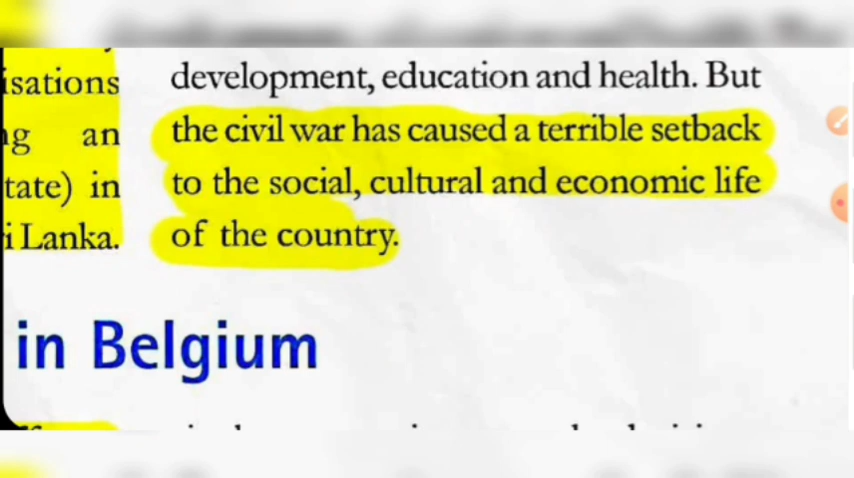 isations
an
tate) in
i Lanka.
development, education and health. But
the civil war has caused a terrible setback
to the social, cultural and economic life
of the country.
in Belgium